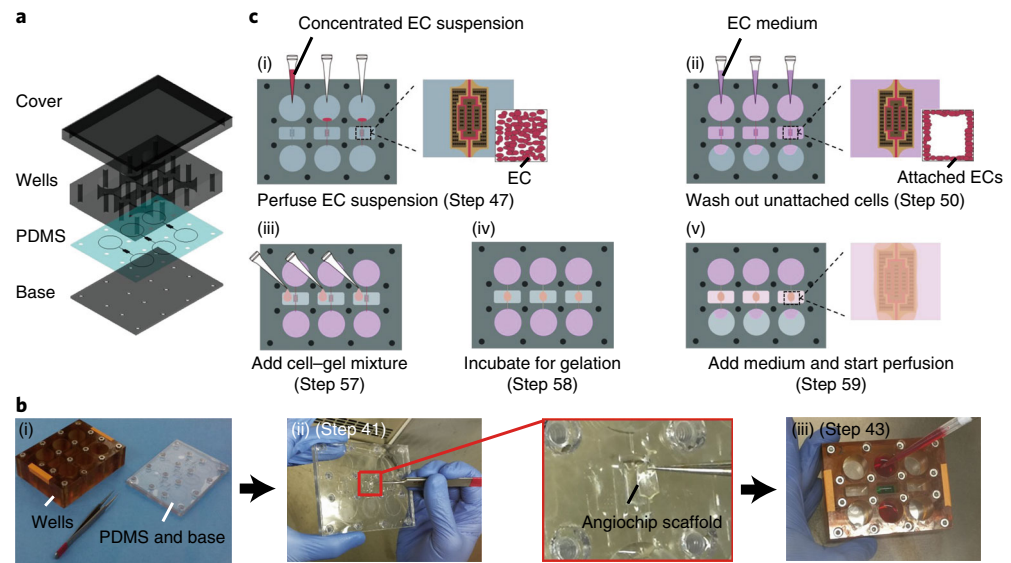 a
Cover
Wells
PDMS
Base
c
Concentrated EC suspension
(i)
EC
Perfuse EC suspension (Step 47)
EC medium
(ii)
Attached ECs
Wash out unattached cells (Step 50)
(iii)
Add cell–gel mixture
(Step 57)
(iv)
Incubate for gelation
(Step 58)
(v)
Add medium and start perfusion
(Step 59)
b
(i)
Wells
PDMS and base
(ii) (Step 41)
Angiochip scaffold
(iii) (Step 43)